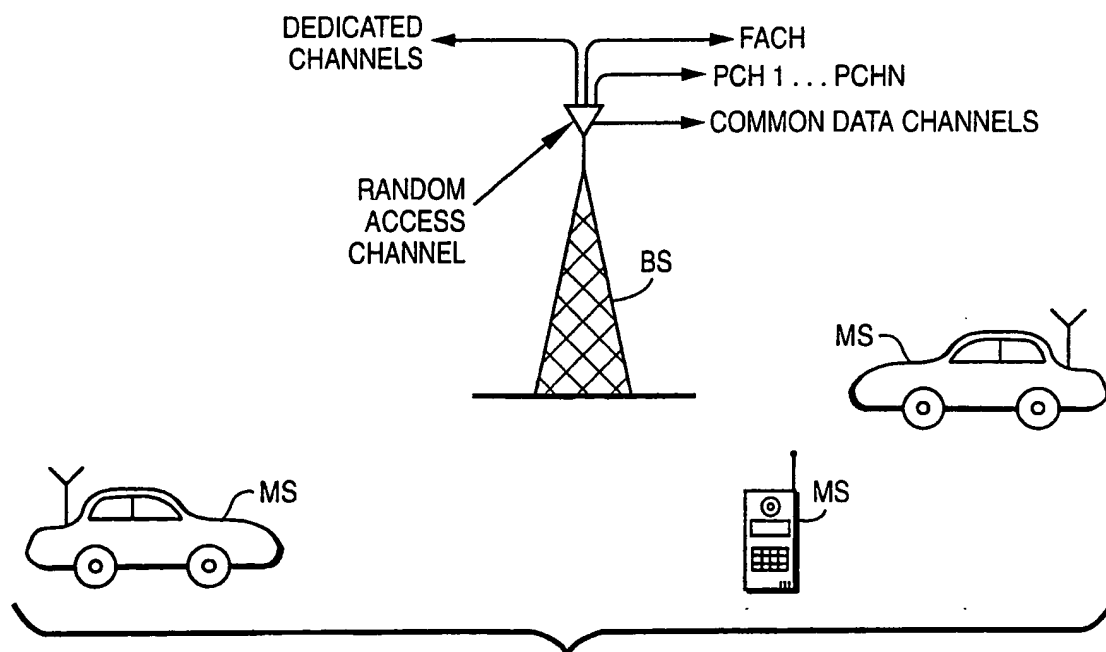 DEDICATED
CHANNELS
FACH
PCH 1 . . . PCHN
COMMON DATA CHANNELS
RANDOM
ACCESS
CHANNEL
BS
MS
MS
MS